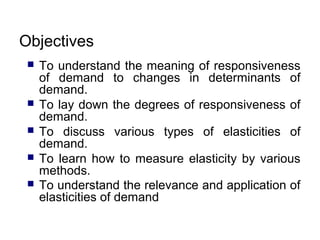 Objectives
To understand the meaning of responsiveness
of demand to changes in determinants of
demand.
To lay down the degrees of responsiveness of
demand.
To discuss various types of elasticities of
demand.
To learn how to measure elasticity by various
methods.
To understand the relevance and application of
elasticities of demand